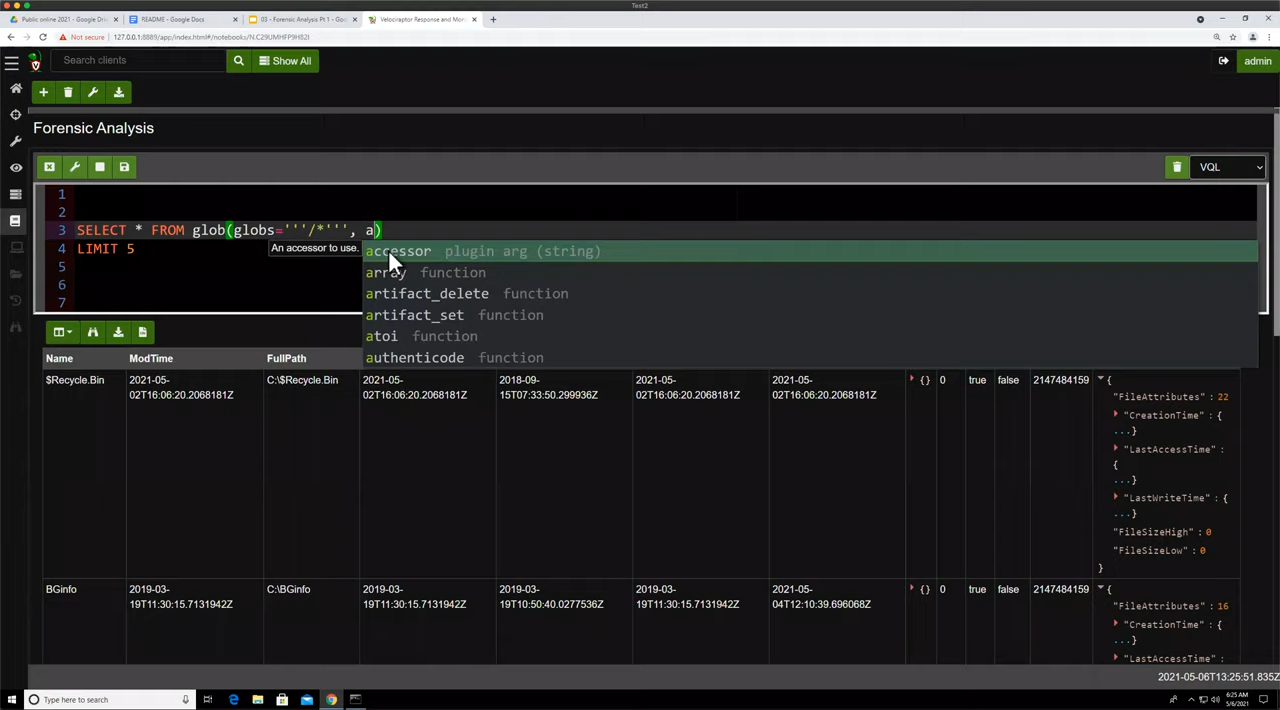 Test2
Public online 2021 - Google Driv
README - Google Docs
03 - Forensic Analysis Pt 1 - Goo
Velociraptor Response and Moni
Not secure | 127.0.0.1:8889/app/index.html#/notebooks/N.C29UMHFP9H82I
Search clients
Show All
admin
Forensic Analysis
VQL
1
2
3 SELECT * FROM glob(globs='''/*''', a)
4 LIMIT 5
An accessor to use.
5
6
7
accessor plugin arg (string)
array function
artifact_delete function
artifact_set function
atoi function
authenticode function
Name ModTime FullPath
$Recycle.Bin 2021-05-02T16:06:20.2068181Z C:\$Recycle.Bin 2021-05-02T16:06:20.2068181Z 2018-09-15T07:33:50.299936Z 2021-05-02T16:06:20.2068181Z 2021-05-02T16:06:20.2068181Z {} 0 true false 2147484159 {
"FileAttributes" : 22
"CreationTime" : {
...}
"LastAccessTime" :
{
...}
"LastWriteTime" : {
...}
"FileSizeHigh" : 0
"FileSizeLow" : 0
}
BGinfo 2019-03-19T11:30:15.7131942Z C:\BGinfo 2019-03-19T11:30:15.7131942Z 2019-03-19T10:50:40.0277536Z 2019-03-19T11:30:15.7131942Z 2021-05-04T12:10:39.696068Z {} 0 true false 2147484159 {
"FileAttributes" : 16
"CreationTime" : {
...}
"LastAccessTime" :
2021-05-06T13:25:51.835Z
Type here to search
6:25 AM
5/6/2021